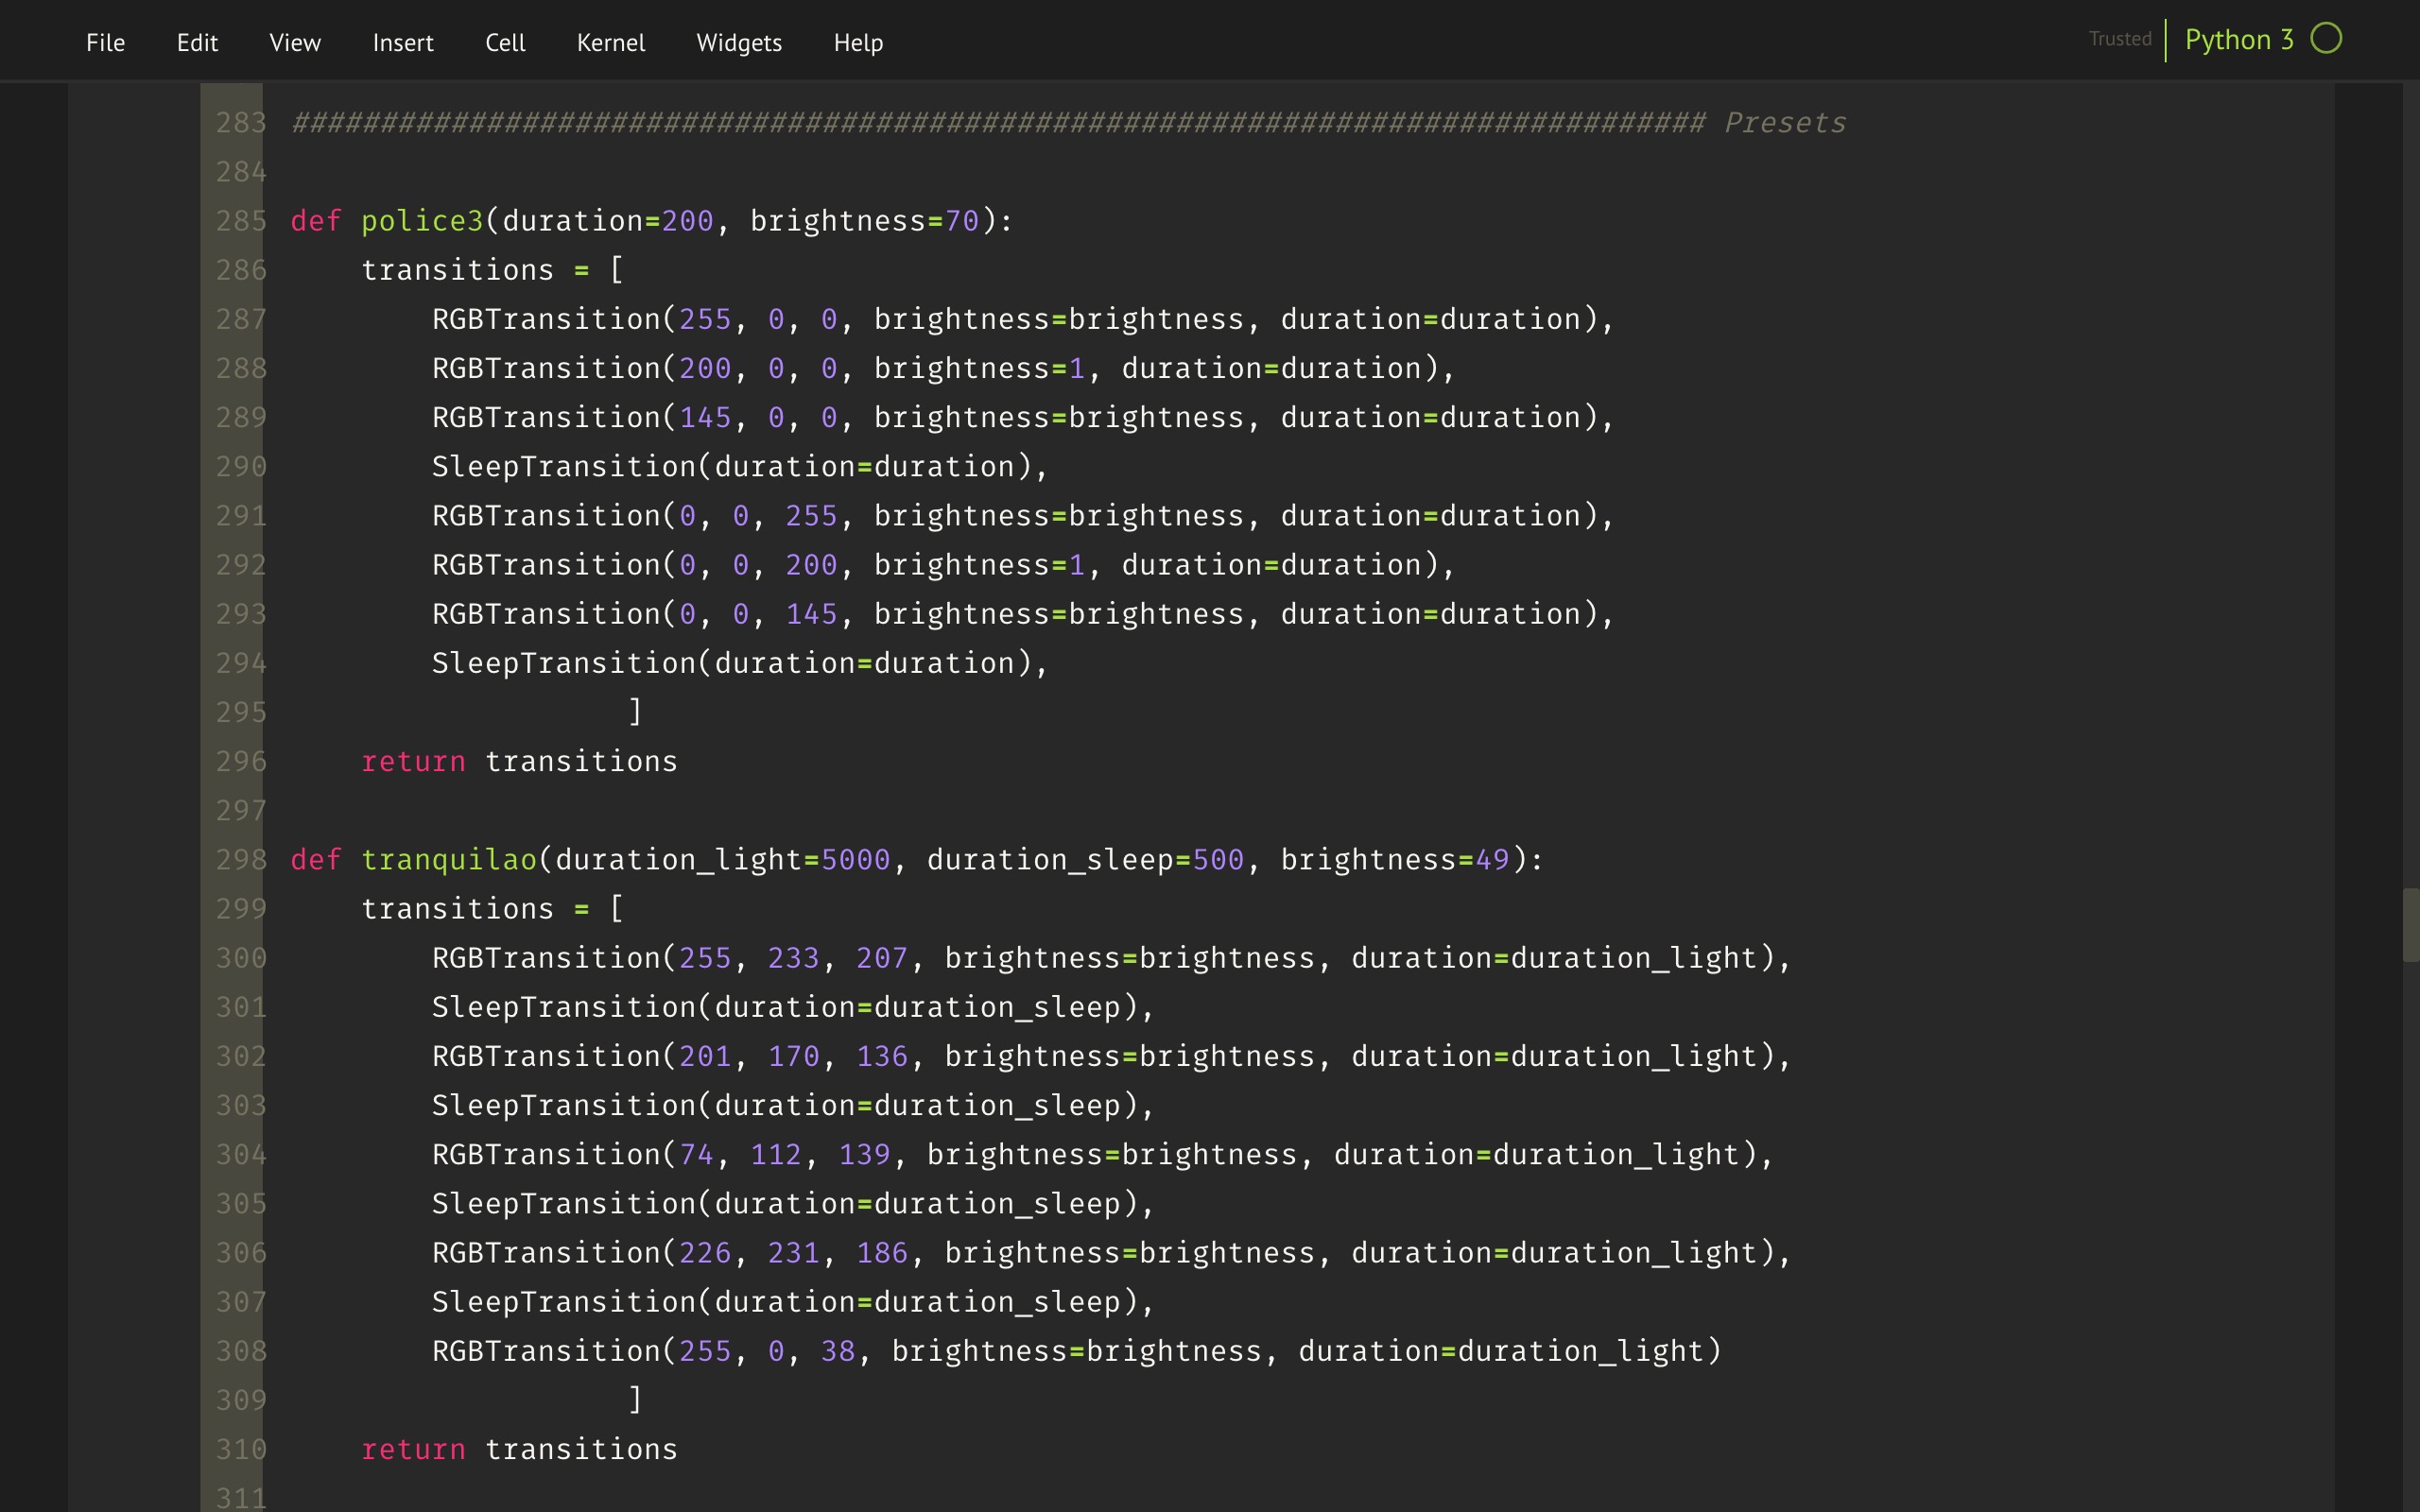 File Edit View Insert Cell Kernel Widgets Help Trusted Python 3
283 ################################################################################ Presets
284
285 def police3(duration=200, brightness=70):
286     transitions = [
287         RGBTransition(255, 0, 0, brightness=brightness, duration=duration),
288         RGBTransition(200, 0, 0, brightness=1, duration=duration),
289         RGBTransition(145, 0, 0, brightness=brightness, duration=duration),
290         SleepTransition(duration=duration),
291         RGBTransition(0, 0, 255, brightness=brightness, duration=duration),
292         RGBTransition(0, 0, 200, brightness=1, duration=duration),
293         RGBTransition(0, 0, 145, brightness=brightness, duration=duration),
294         SleepTransition(duration=duration),
295                    ]
296     return transitions
297
298 def tranquilao(duration_light=5000, duration_sleep=500, brightness=49):
299     transitions = [
300         RGBTransition(255, 233, 207, brightness=brightness, duration=duration_light),
301         SleepTransition(duration=duration_sleep),
302         RGBTransition(201, 170, 136, brightness=brightness, duration=duration_light),
303         SleepTransition(duration=duration_sleep),
304         RGBTransition(74, 112, 139, brightness=brightness, duration=duration_light),
305         SleepTransition(duration=duration_sleep),
306         RGBTransition(226, 231, 186, brightness=brightness, duration=duration_light),
307         SleepTransition(duration=duration_sleep),
308         RGBTransition(255, 0, 38, brightness=brightness, duration=duration_light)
309                    ]
310     return transitions
311